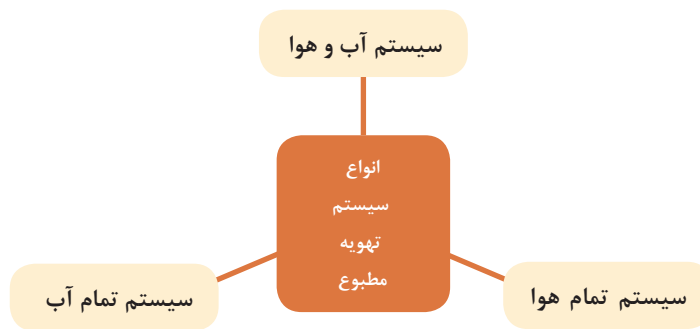 سیستم آب و هوا
انواع
سیستم
تهویه
مطبوع
سیستم تمام هوا
سیستم تمام آب